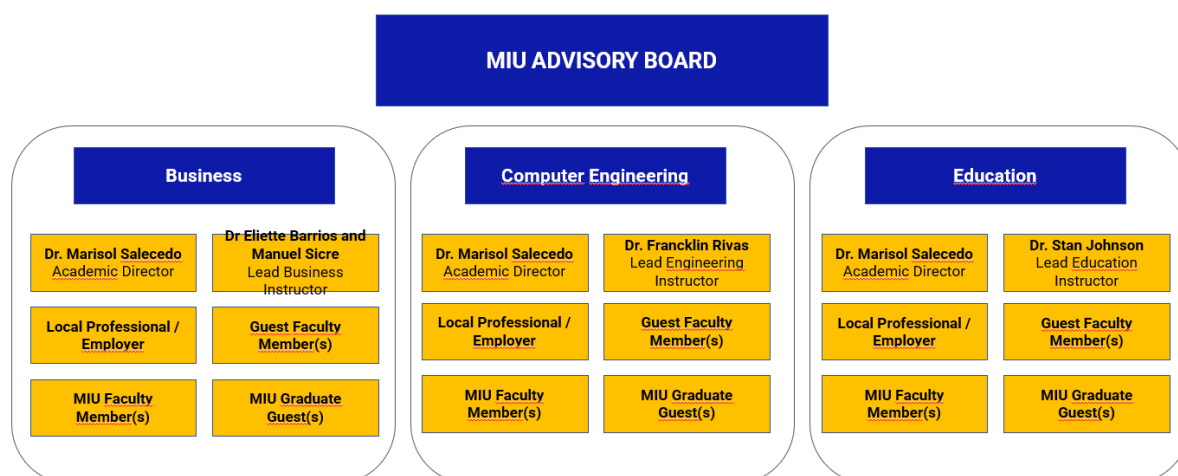 MIU ADVISORY BOARD
Business
Dr. Marisol Salecedo
Academic Director
Dr Eliette Barrios and
Manuel Sicre
Lead Business
Instructor
Local Professional /
Employer
Guest Faculty
Member(s)
MIU Faculty
Member(s)
MIU Graduate
Guest(s)
Computer Engineering
Dr. Marisol Salecedo
Academic Director
Dr. Francklin Rivas
Lead Engineering
Instructor
Local Professional /
Employer
Guest Faculty
Member(s)
MIU Faculty
Member(s)
MIU Graduate
Guest(s)
Education
Dr. Marisol Salecedo
Academic Director
Dr. Stan Johnson
Lead Education
Instructor
Local Professional /
Employer
Guest Faculty
Member(s)
MIU Faculty
Member(s)
MIU Graduate
Guest(s)